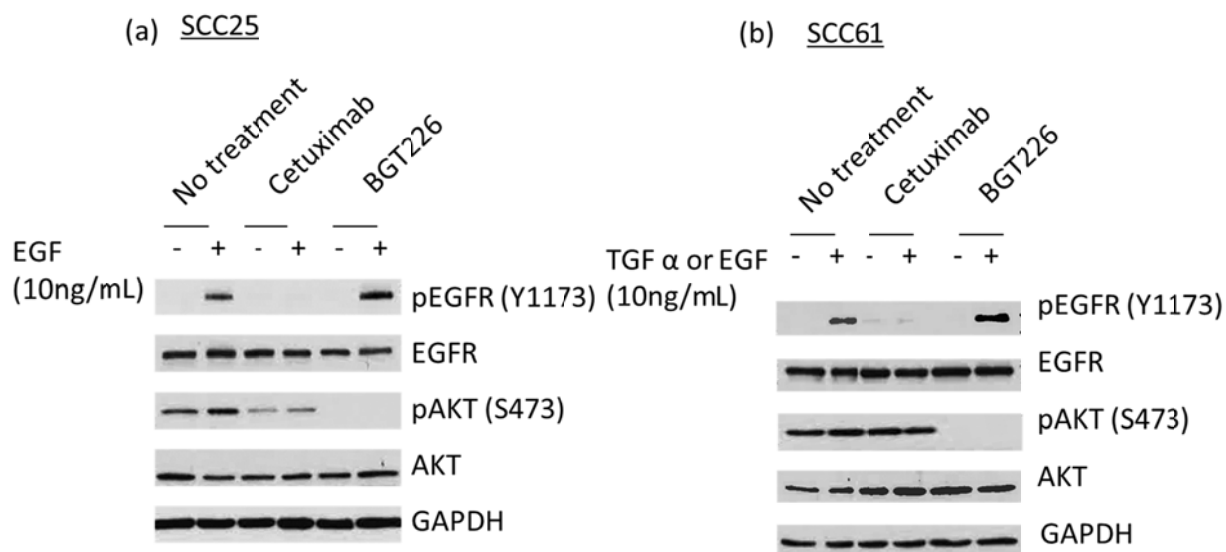 (a) SCC25
No treatment
Cetuximab
BGT226
EGF
(10ng/mL)
- + - + - +
pEGFR (Y1173)
EGFR
pAKT (S473)
AKT
GAPDH
(b) SCC61
No treatment
Cetuximab
BGT226
TGF α or EGF
(10ng/mL)
- + - + - +
pEGFR (Y1173)
EGFR
pAKT (S473)
AKT
GAPDH